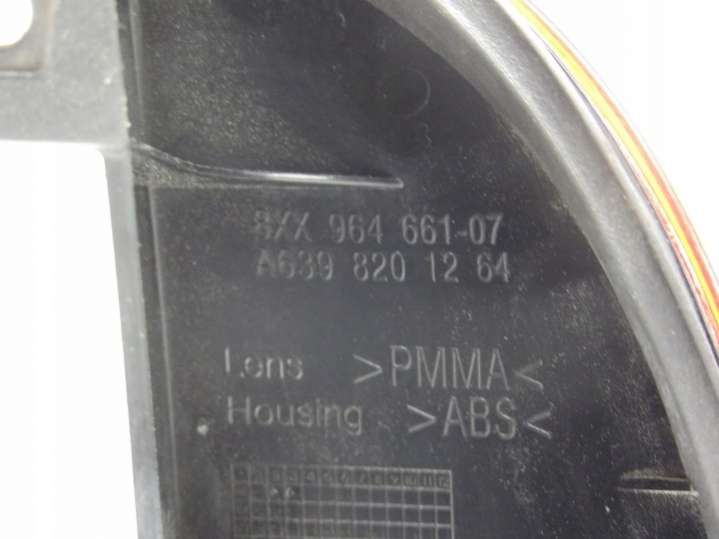 8XX 964 661-07
A639 820 12 64
Lens >PMMA<
Housing >ABS<